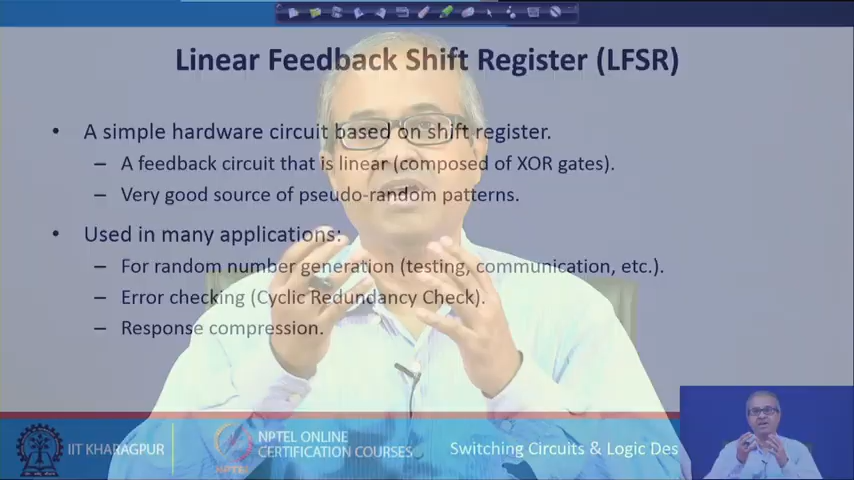 Linear Feedback Shift Register (LFSR)
• A simple hardware circuit based on shift register.
– A feedback circuit that is linear (composed of XOR gates).
– Very good source of pseudo-random patterns.
• Used in many applications:
– For random number generation (testing, communication, etc.).
– Error checking (Cyclic Redundancy Check).
– Response compression.
IIT KHARAGPUR
NPTEL
NPTEL ONLINE
CERTIFICATION COURSES
Switching Circuits & Logic Des